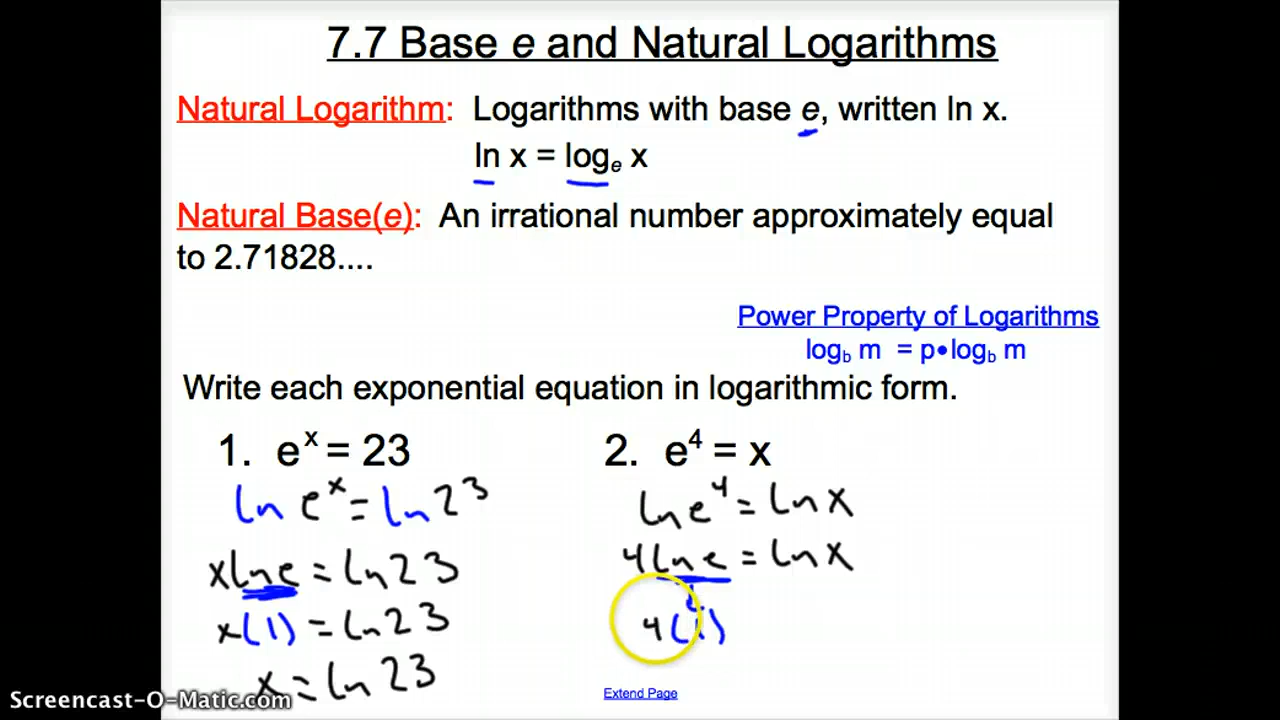 7.7 Base e and Natural Logarithms
Natural Logarithm: Logarithms with base e, written ln x.
ln x = logₑ x
Natural Base(e): An irrational number approximately equal
to 2.71828....
Power Property of Logarithms
log_b m = p•log_b m
Write each exponential equation in logarithmic form.
1. eˣ = 23
ln eˣ = ln 23
x ln e = ln 23
x(1) = ln 23
x = ln 23
2. e⁴ = x
ln e⁴ = ln x
4 ln e = ln x
4(1)
Extend Page
Screencast-O-Matic.com